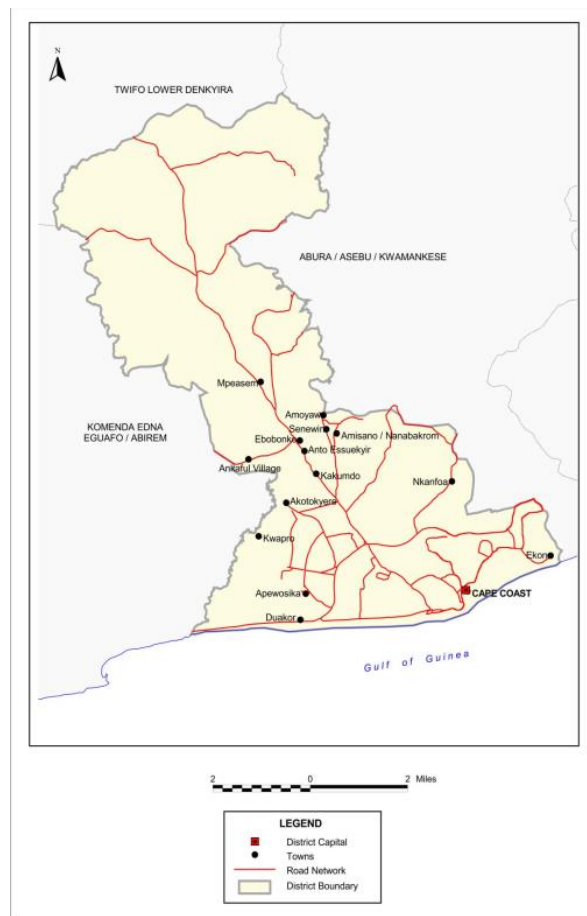 N
TWIFO LOWER DENKYIRA
ABURA / ASEBU / KWAMANKESE
Mpeasem
KOMENDA EDNA
EGUAFO / ABIREM
Amoyaw
Senewin
Amisano / Nanabakrom
Ebobonko
Anto Essuekyir
Ankaful Village
Kakumdo
Nkanfoa
Akotokyere
Kwapro
Ekon
Apewosika
CAPE COAST
Duakor
Gulf of Guinea
2 0 2 Miles
LEGEND
District Capital
Towns
Road Network
District Boundary